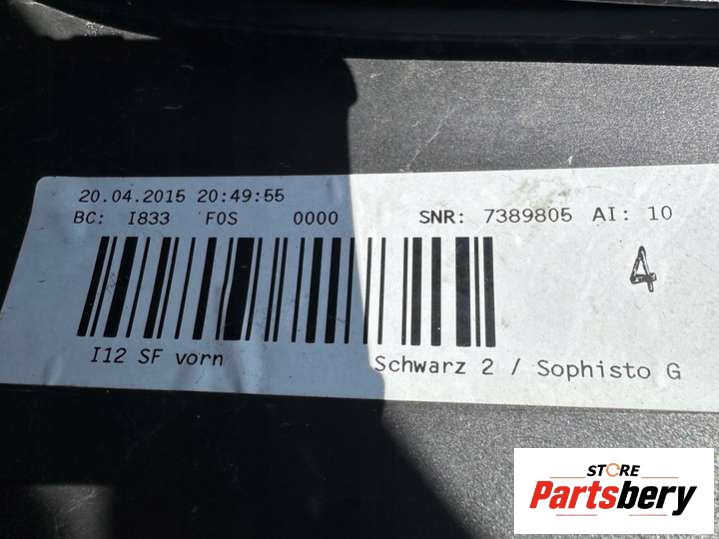 20.04.2015 20:49:55
BC: I833 F0S 0000 SNR: 7389805 AI: 10
4
I12 SF vorn Schwarz 2 / Sophisto G
STORE
Partsbery